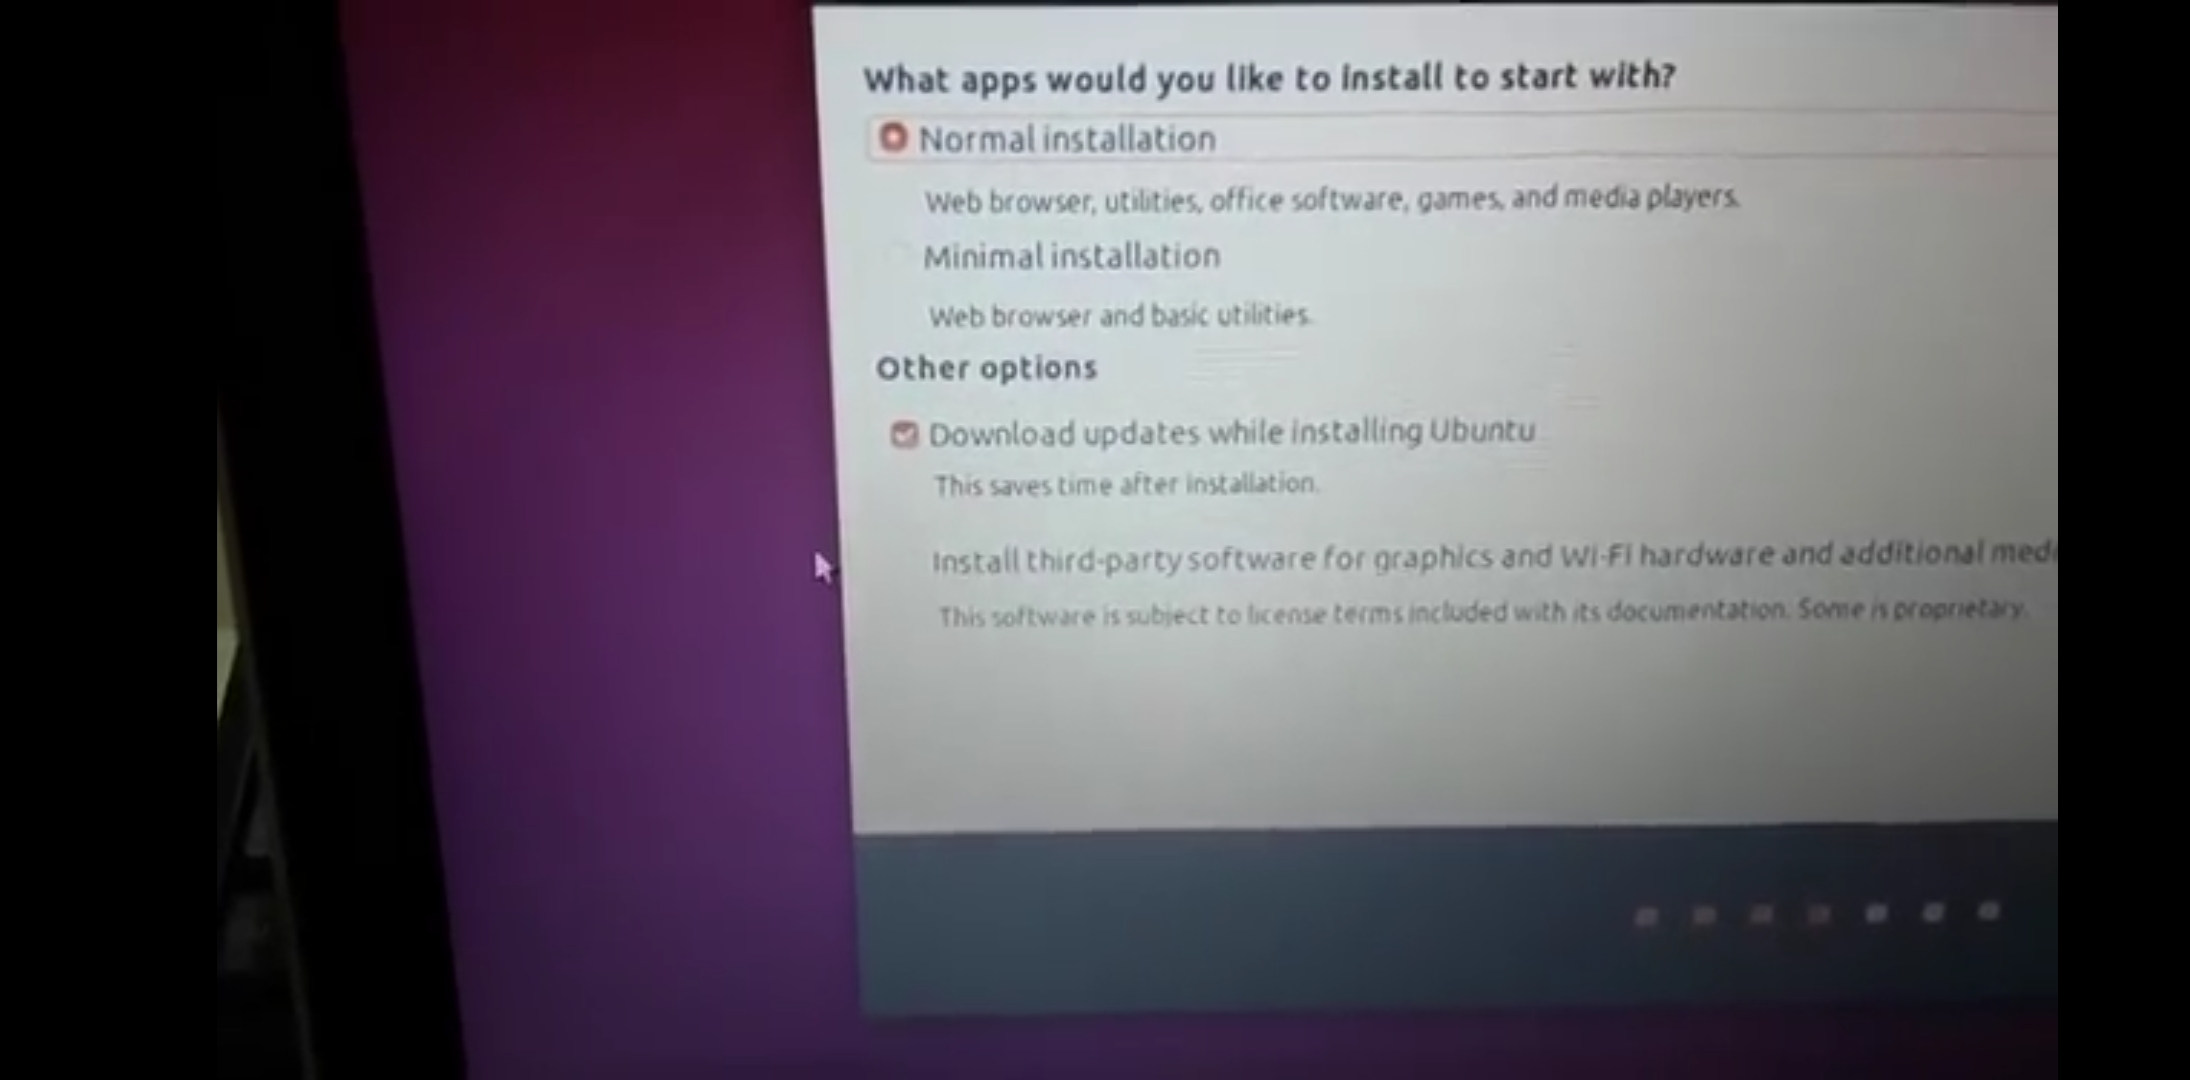 What apps would you like to install to start with?
Normal installation
Web browser, utilities, office software, games, and media players.
Minimal installation
Web browser and basic utilities.
Other options
Download updates while installing Ubuntu
This saves time after installation.
Install third-party software for graphics and Wi-Fi hardware and additional
This software is subject to license terms included with its documentation. Some is proprietary.